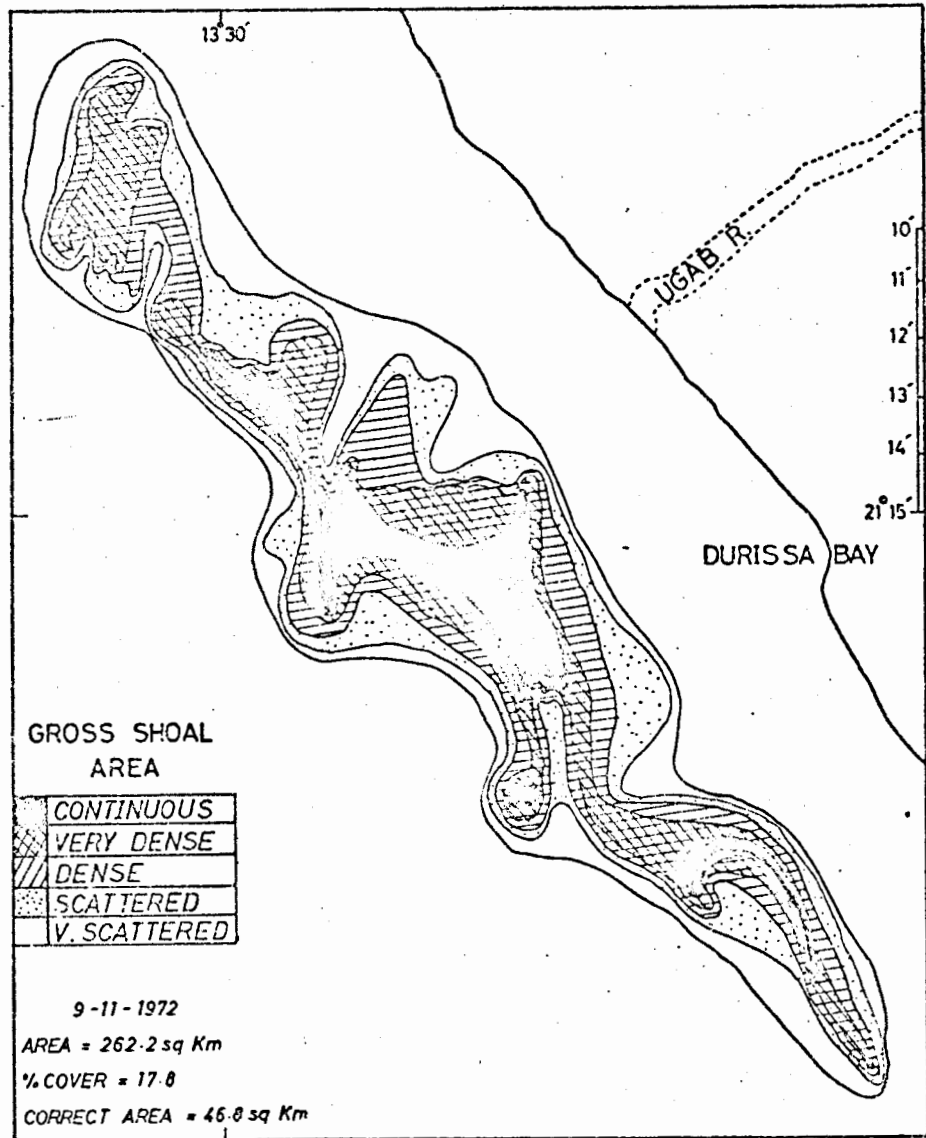 13°30′
UGAB R.
10′
11′
12′
13′
14′
21°15′
DURISSA BAY
GROSS SHOAL
AREA
CONTINUOUS
VERY DENSE
DENSE
SCATTERED
V. SCATTERED
9-11-1972
AREA = 262.2 sq Km
% COVER = 17.8
CORRECT AREA = 46.8 sq Km